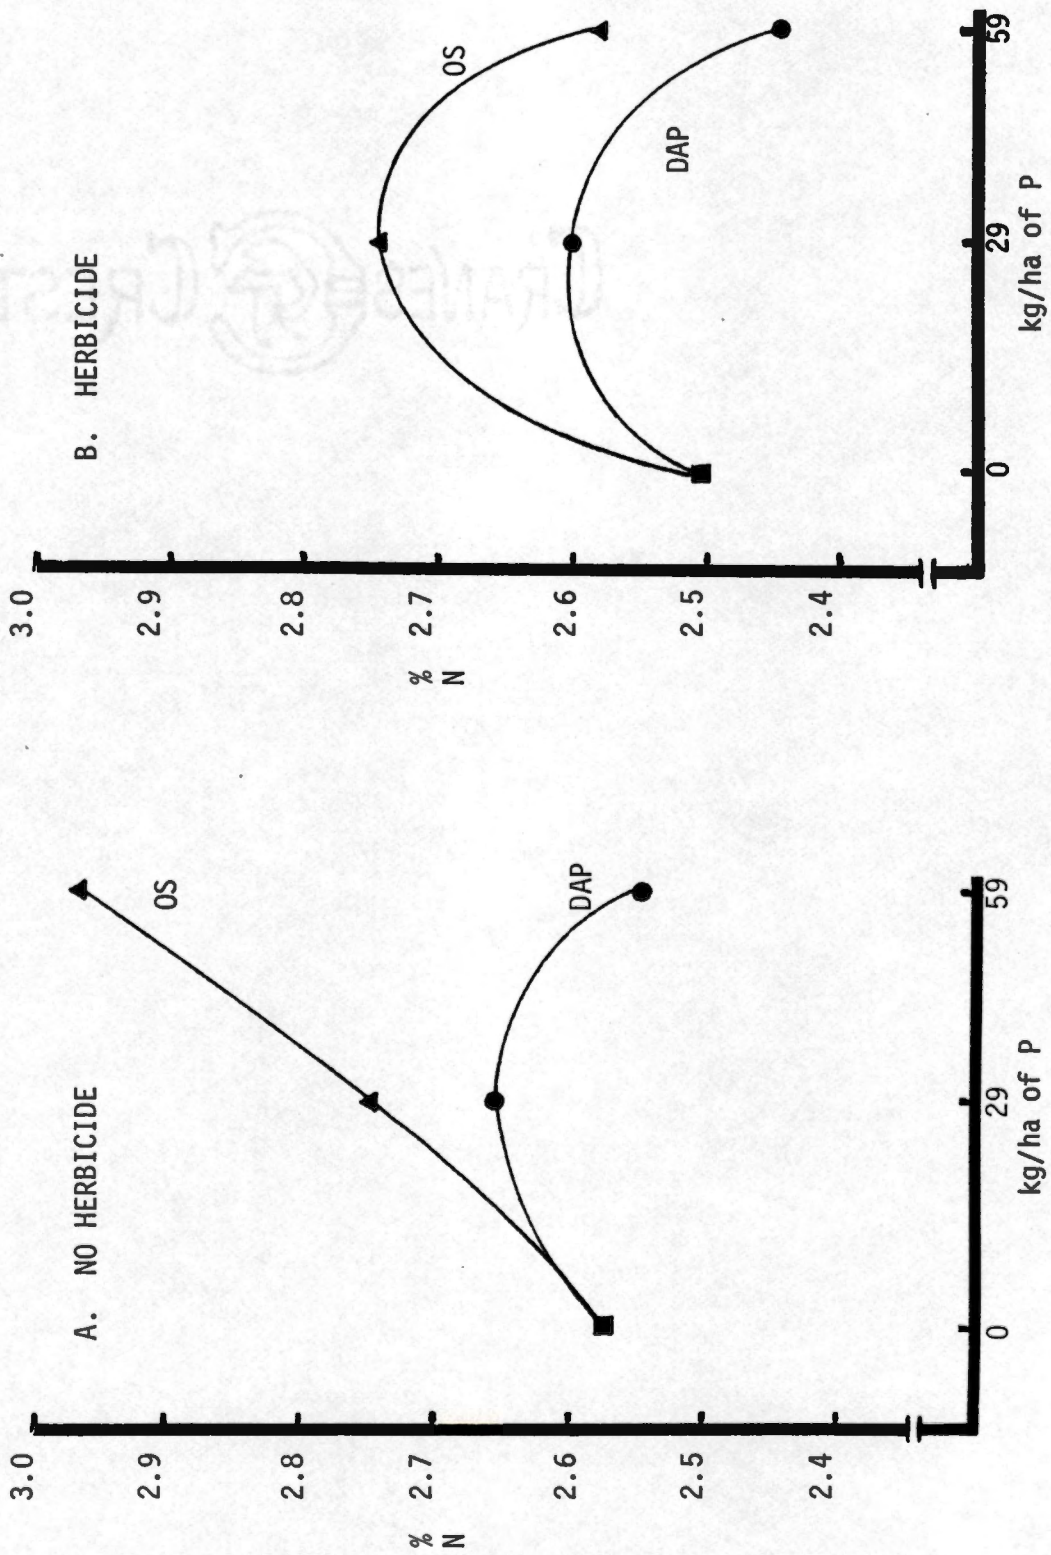 A. NO HERBICIDE
3.0
2.9
2.8
2.7
2.6
2.5
2.4
%
N
OS
DAP
0
29
59
kg/ha of P
B. HERBICIDE
3.0
2.9
2.8
2.7
2.6
2.5
2.4
%
N
OS
DAP
0
29
59
kg/ha of P
CRANE'S CREST